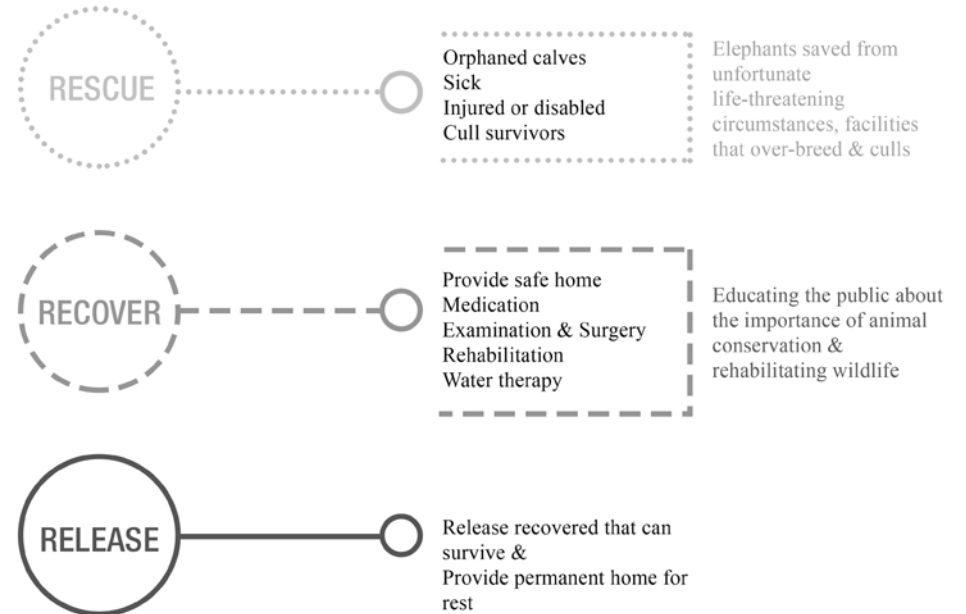 RESCUE
Orphaned calves
Sick
Injured or disabled
Cull survivors
Elephants saved from
unfortunate
life-threatening
circumstances, facilities
that over-breed & culls
RECOVER
Provide safe home
Medication
Examination & Surgery
Rehabilitation
Water therapy
Educating the public about
the importance of animal
conservation &
rehabilitating wildlife
RELEASE
Release recovered that can
survive &
Provide permanent home for
rest